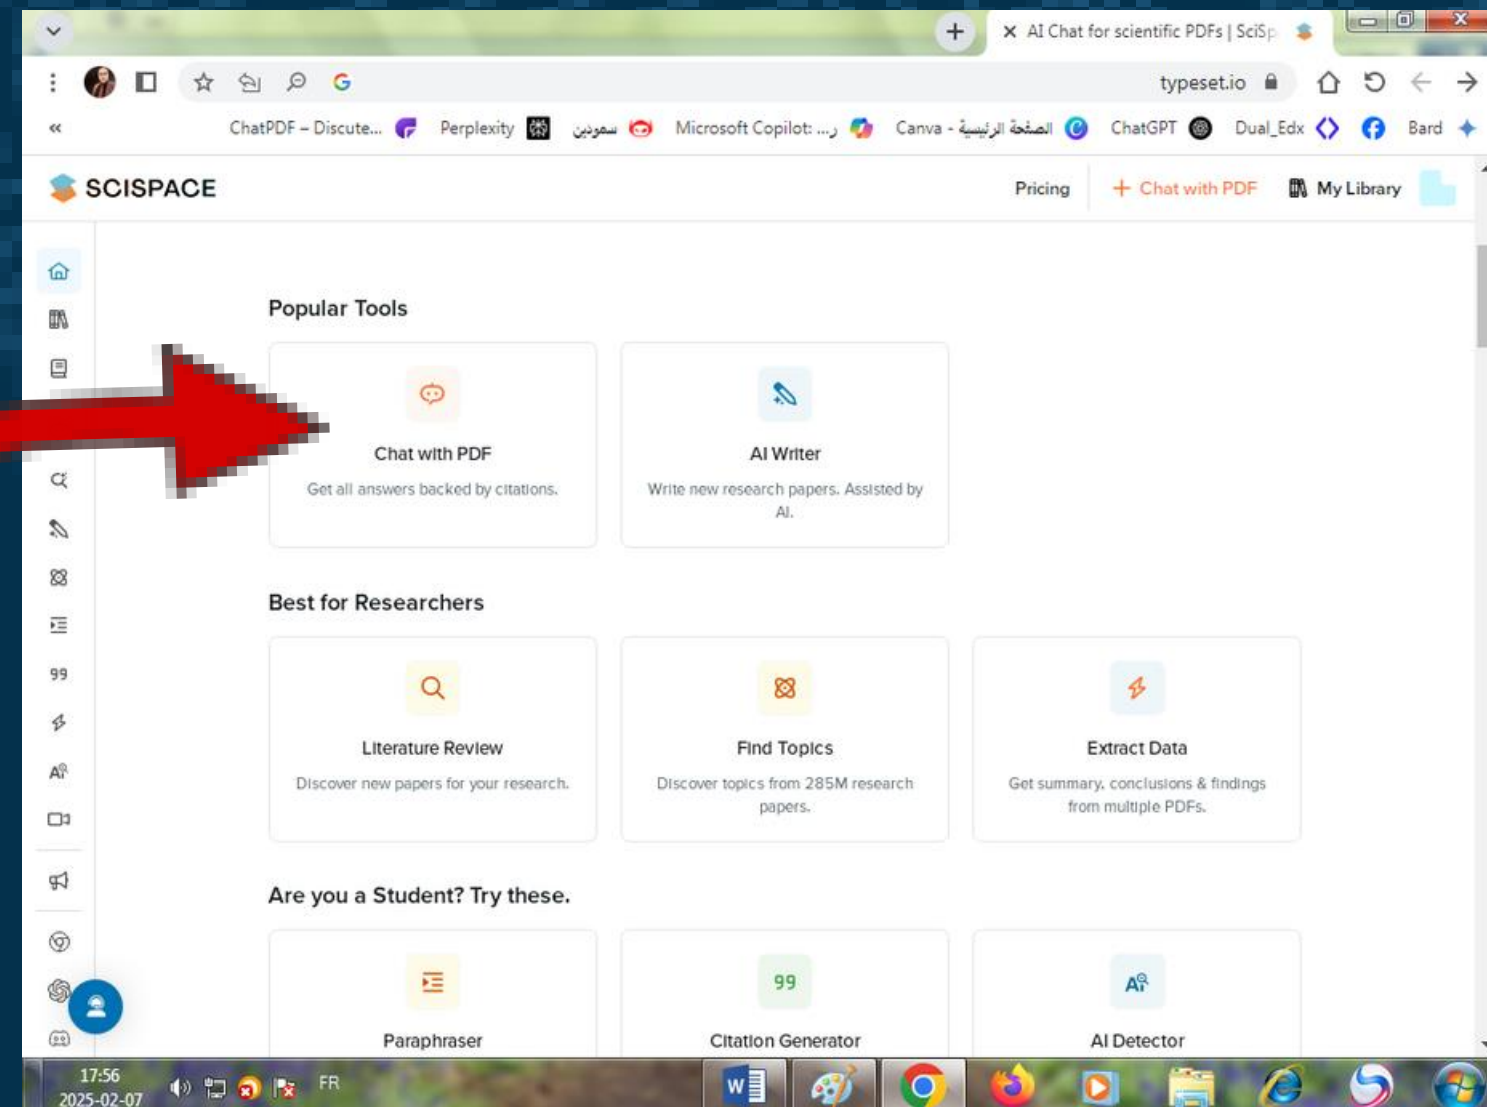 AI Chat for scientific PDFs | SciSp
typeset.io
ChatPDF – Discute...
Perplexity
سمودين
Microsoft Copilot: ...ر
Canva - الصفحة الرئيسية
ChatGPT
Dual_Edx
Bard
SCISPACE
Pricing
+ Chat with PDF
My Library
Popular Tools
Chat with PDF
Get all answers backed by citations.
AI Writer
Write new research papers. Assisted by
AI.
Best for Researchers
Literature Review
Discover new papers for your research.
Find Topics
Discover topics from 285M research
papers.
Extract Data
Get summary, conclusions & findings
from multiple PDFs.
Are you a Student? Try these.
Paraphraser
99
Citation Generator
AI Detector
99
17:56
2025-02-07
FR